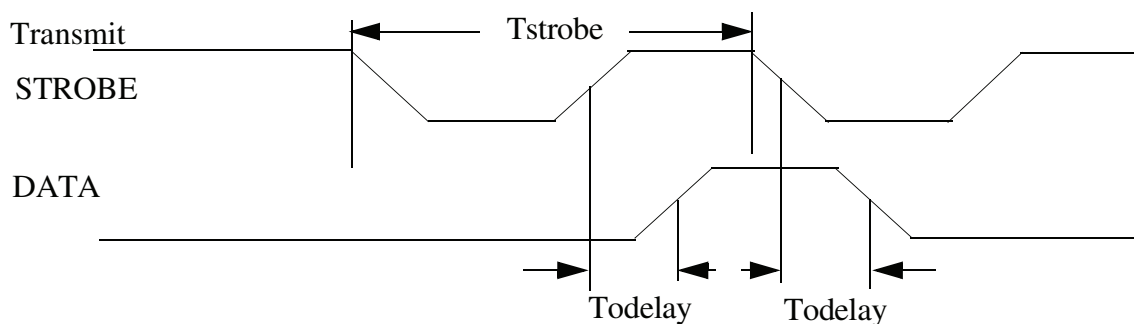 Tstrobe
Transmit
STROBE
DATA
Todelay Todelay